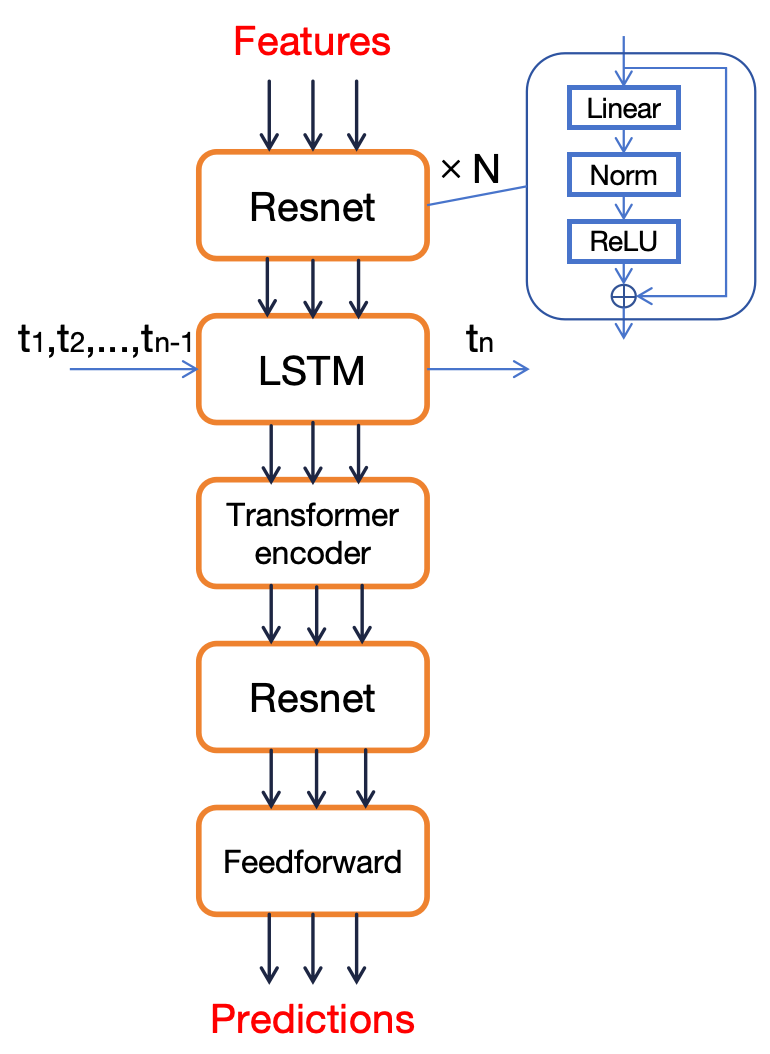 Features
Resnet
× N
Linear
Norm
ReLU
t1,t2,...,tn-1
LSTM
tn
Transformer
encoder
Resnet
Feedforward
Predictions